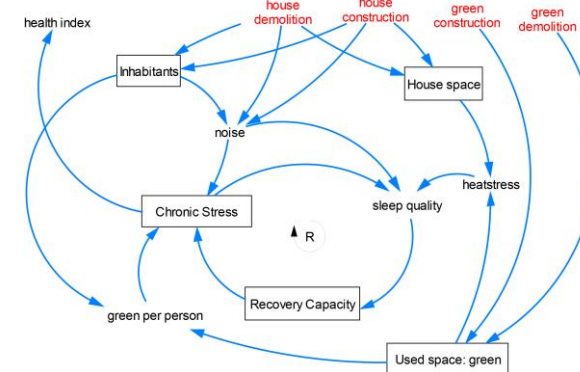 health index
house
demolition
house
construction
green
construction
green
demolition
Inhabitants
House space
noise
heatstress
Chronic Stress
sleep quality
R
Recovery Capacity
green per person
Used space: green